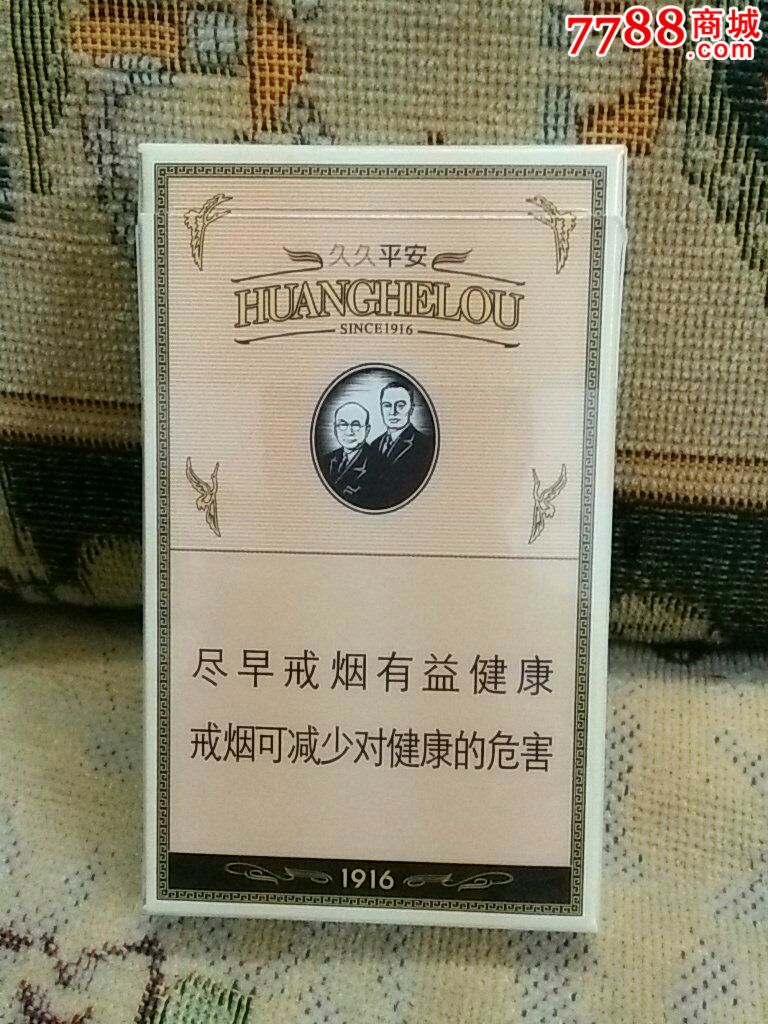 7788商城
.com
久久平安
HUANGHELOU
SINCE1916
尽早戒烟有益健康
戒烟可减少对健康的危害
1916